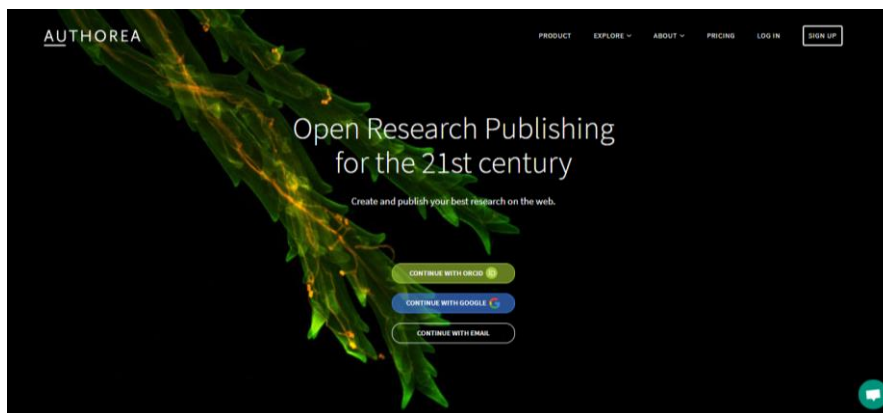 AUTHOREA
PRODUCT EXPLORE ABOUT PRICING LOG IN SIGN UP
Open Research Publishing
for the 21st century
Create and publish your best research on the web.
CONTINUE WITH ORCID iD
CONTINUE WITH GOOGLE G
CONTINUE WITH EMAIL